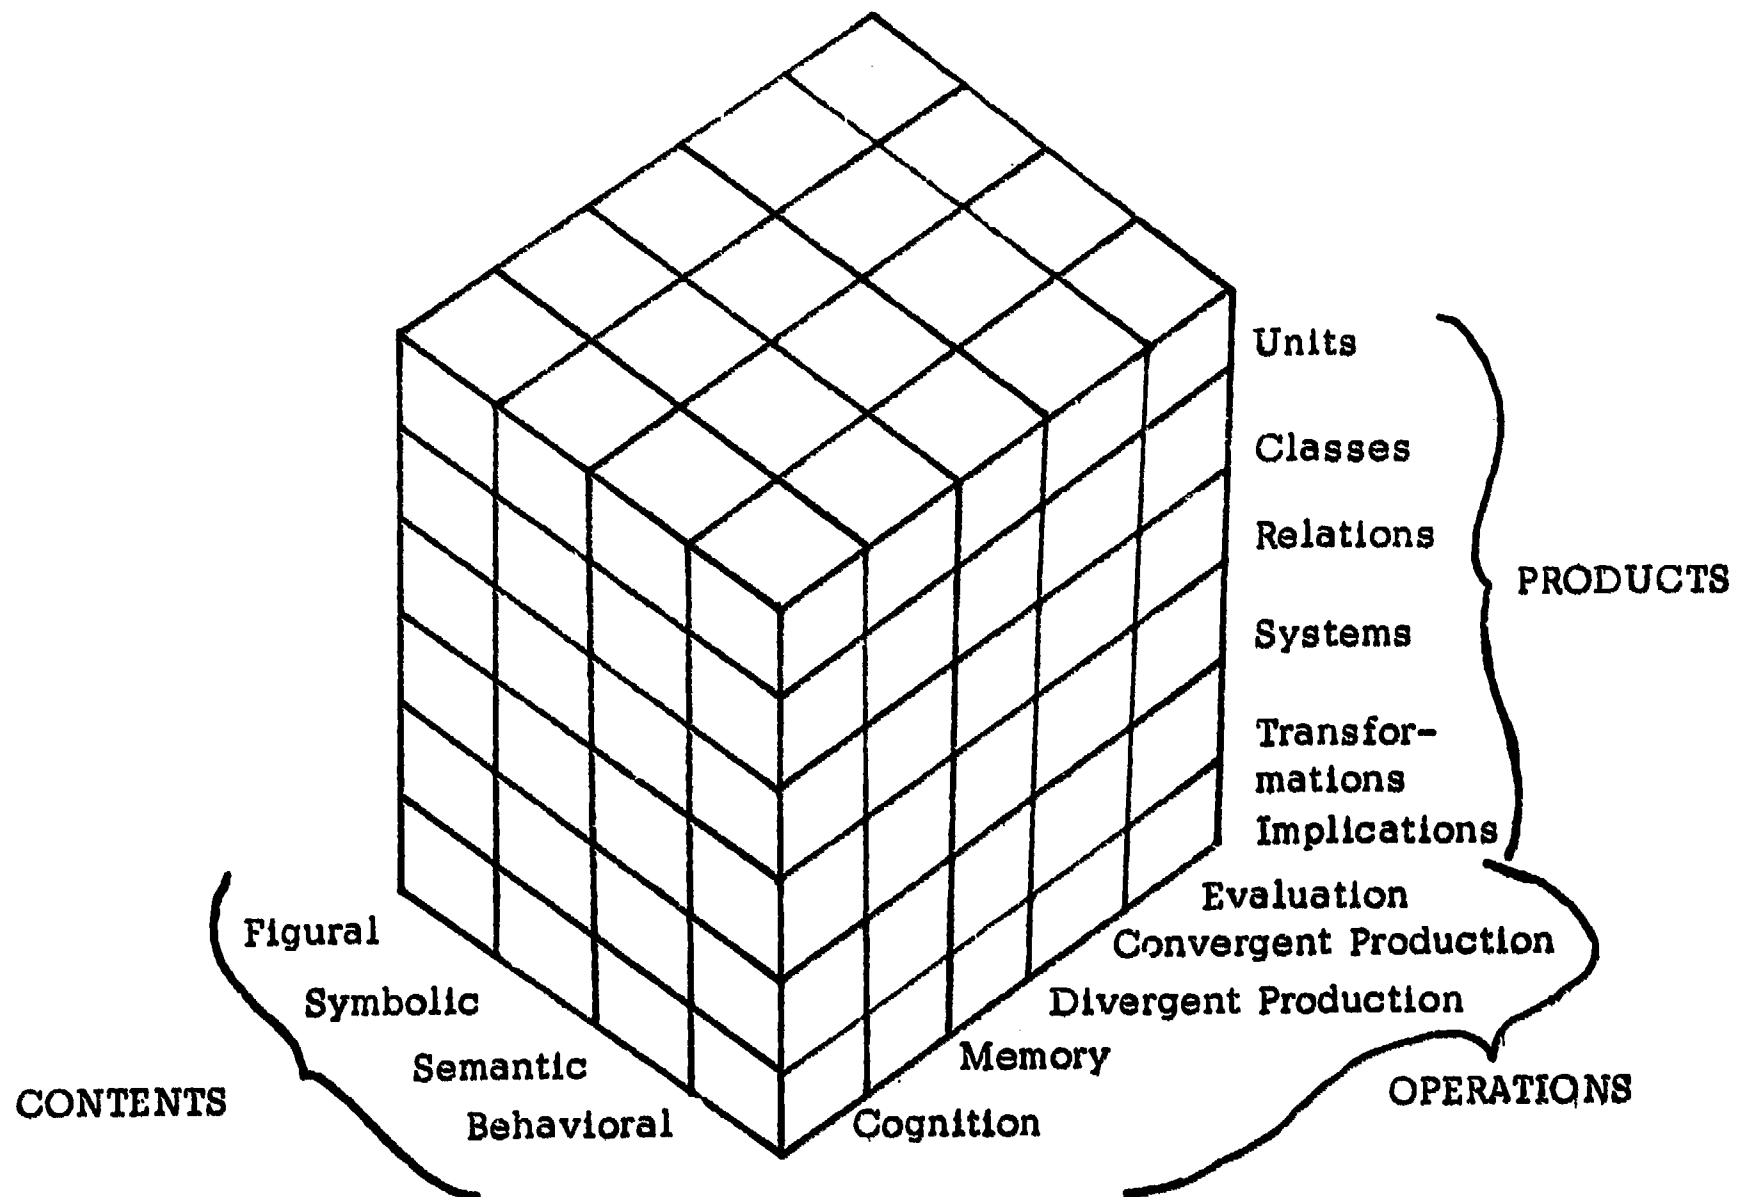 Units
Classes
Relations
PRODUCTS
Systems
Transfor-
mations
Implications
Evaluation
Convergent Production
Divergent Production
Memory
Cognition
OPERATIONS
Figural
Symbolic
Semantic
Behavioral
CONTENTS